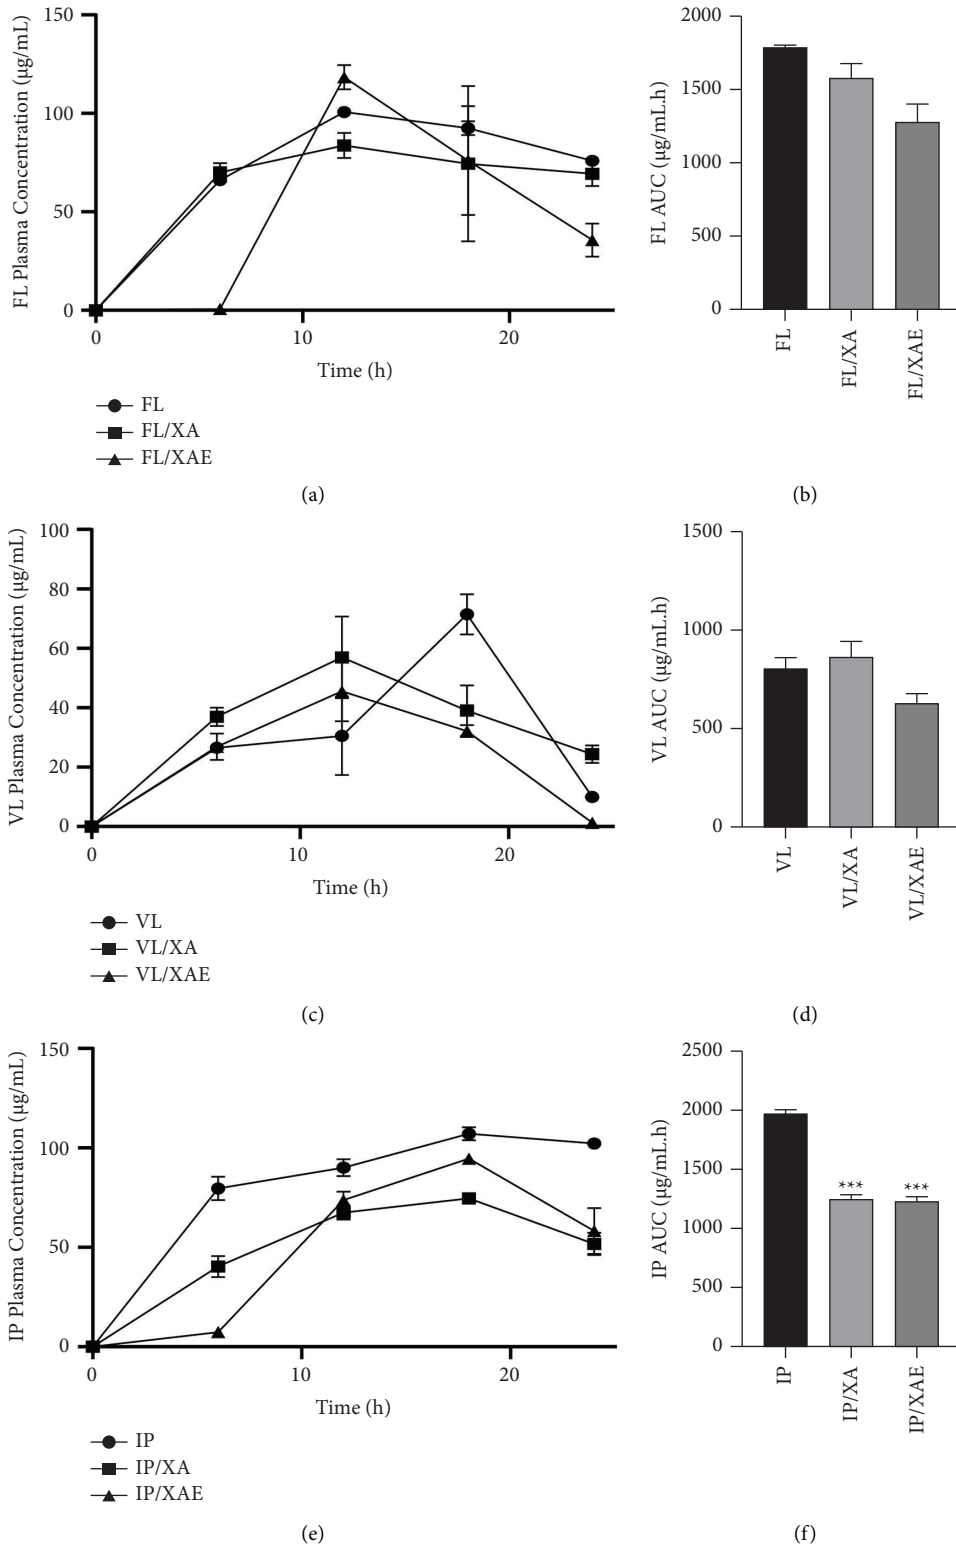 FL Plasma Concentration (µg/mL)
150
100
50
0
0
10
20
Time (h)
FL
FL/XA
FL/XAE
(a)
FL AUC (µg/mL.h)
2000
1500
1000
500
0
FL
FL/XA
FL/XAE
(b)
VL Plasma Concentration (µg/mL)
100
80
60
40
20
0
0
10
20
Time (h)
VL
VL/XA
VL/XAE
(c)
VL AUC (µg/mL.h)
1500
1000
500
0
VL
VL/XA
VL/XAE
(d)
IP Plasma Concentration (µg/mL)
150
100
50
0
0
10
20
Time (h)
IP
IP/XA
IP/XAE
(e)
IP AUC (µg/mL.h)
2500
2000
1500
1000
500
0
***
***
IP
IP/XA
IP/XAE
(f)